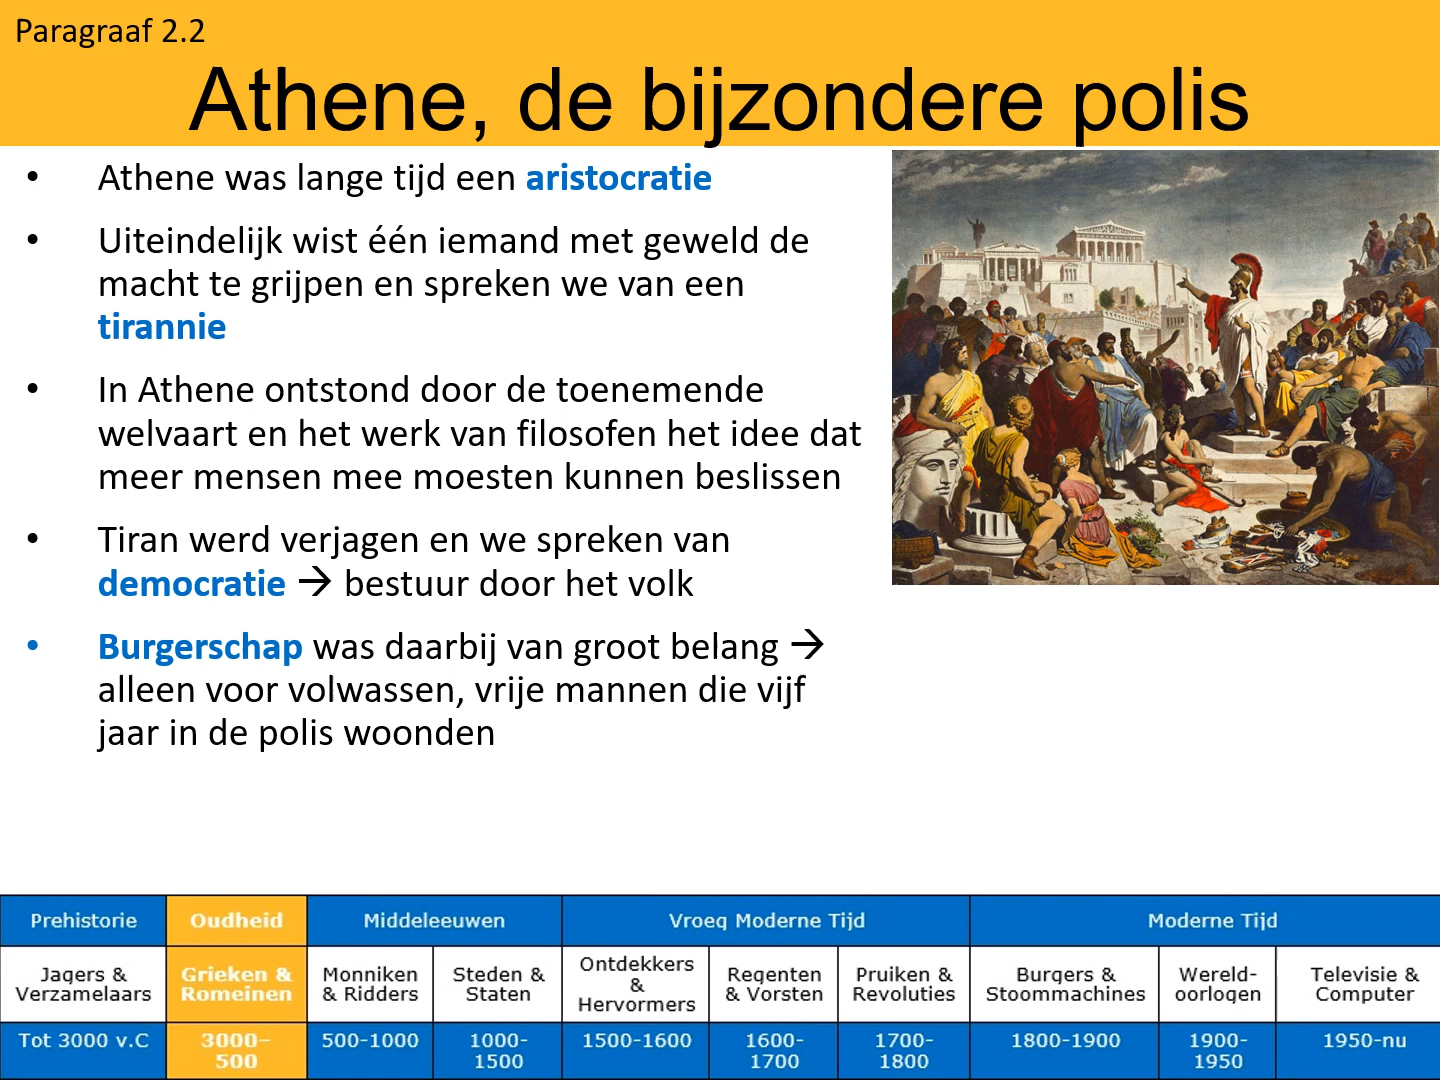 Paragraaf 2.2
Athene, de bijzondere polis
• Athene was lange tijd een aristocratie
• Uiteindelijk wist één iemand met geweld de
macht te grijpen en spreken we van een
tirannie
• In Athene ontstond door de toenemende
welvaart en het werk van filosofen het idee dat
meer mensen mee moesten kunnen beslissen
• Tiran werd verjagen en we spreken van
democratie → bestuur door het volk
• Burgerschap was daarbij van groot belang →
alleen voor volwassen, vrije mannen die vijf
jaar in de polis woonden
Prehistorie Oudheid Middeleeuwen Vroeg Moderne Tijd Moderne Tijd
Jagers &
Verzamelaars
Grieken &
Romeinen
Monniken
& Ridders
Steden &
Staten
Ontdekkers
&
Hervormers
Regenten
& Vorsten
Pruiken &
Revoluties
Burgers &
Stoommachines
Wereld-
oorlogen
Televisie &
Computer
Tot 3000 v.C
3000–
500
500-1000
1000-
1500
1500-1600
1600-
1700
1700-
1800
1800-1900
1900-
1950
1950-nu